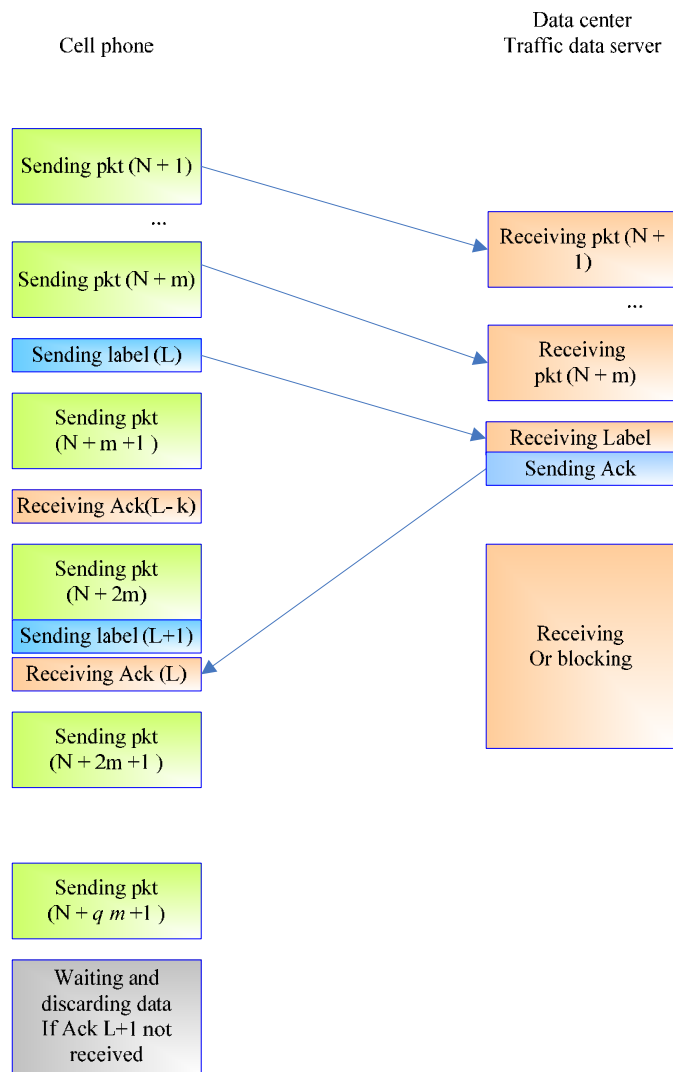 Data center
Traffic data server
Cell phone
Sending pkt (N + 1)
...
Sending pkt (N + m)
Sending label (L)
Sending pkt
(N + m +1 )
Receiving Ack(L- k)
Sending pkt
(N + 2m)
Sending label (L+1)
Receiving Ack (L)
Sending pkt
(N + 2m +1 )
Sending pkt
(N + q m +1 )
Waiting and
discarding data
If Ack L+1 not
received
Receiving pkt (N +
1)
...
Receiving
pkt (N + m)
Receiving Label
Sending Ack
Receiving
Or blocking